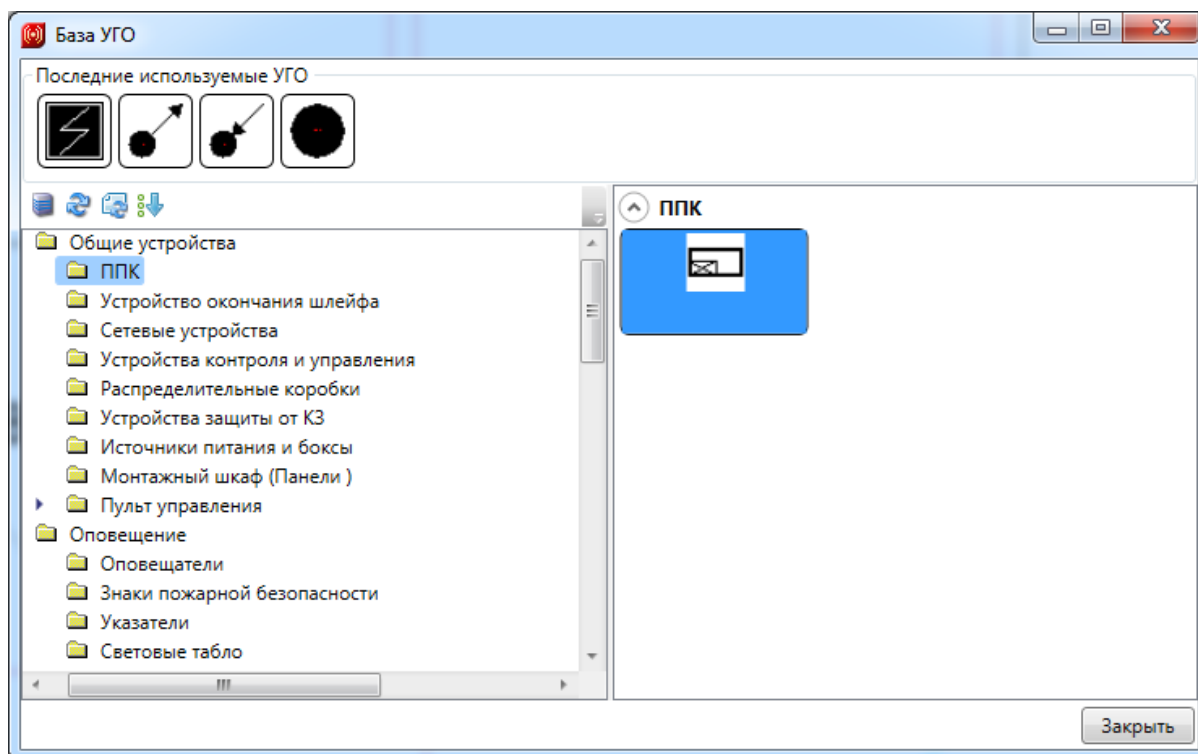 База УГО
Последние используемые УГО
Общие устройства
ППК
Устройство окончания шлейфа
Сетевые устройства
Устройства контроля и управления
Распределительные коробки
Устройства защиты от КЗ
Источники питания и боксы
Монтажный шкаф (Панели )
Пульт управления
Оповещение
Оповещатели
Знаки пожарной безопасности
Указатели
Световые табло
ППК
Закрыть